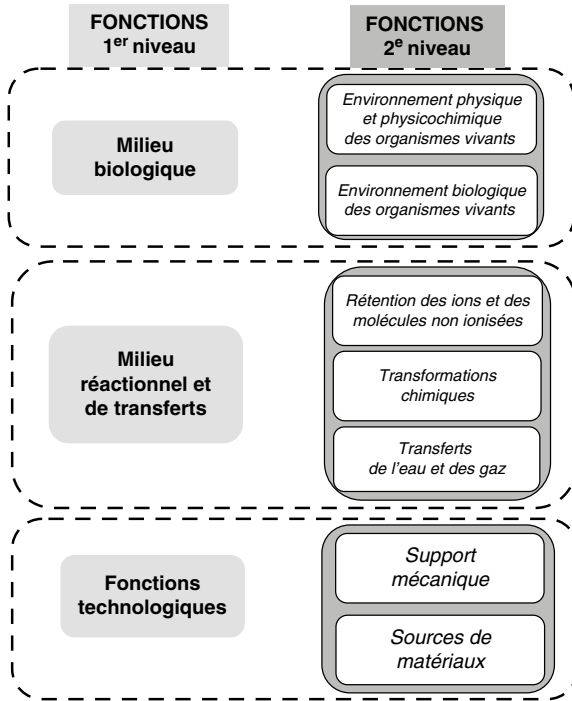 FONCTIONS
1er niveau
FONCTIONS
2e niveau
Milieu
biologique
Environnement physique
et physicochimique
des organismes vivants
Environnement biologique
des organismes vivants
Milieu
réactionnel et
de transferts
Rétention des ions et des
molécules non ionisées
Transformations
chimiques
Transferts
de l'eau et des gaz
Fonctions
technologiques
Support
mécanique
Sources de
matériaux